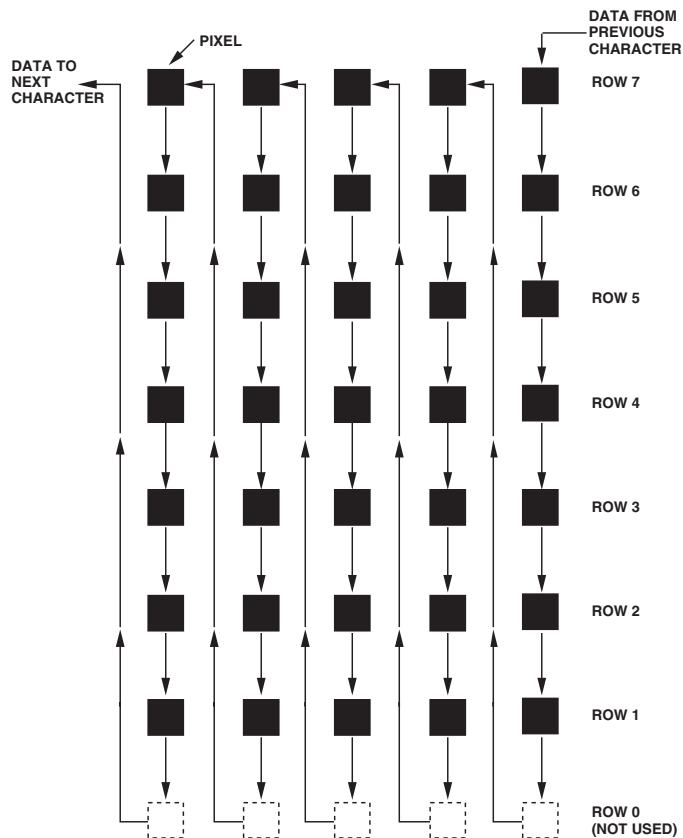 DATA FROM
PREVIOUS
CHARACTER
PIXEL
DATA TO
NEXT
CHARACTER
ROW 7
ROW 6
ROW 5
ROW 4
ROW 3
ROW 2
ROW 1
ROW 0
(NOT USED)